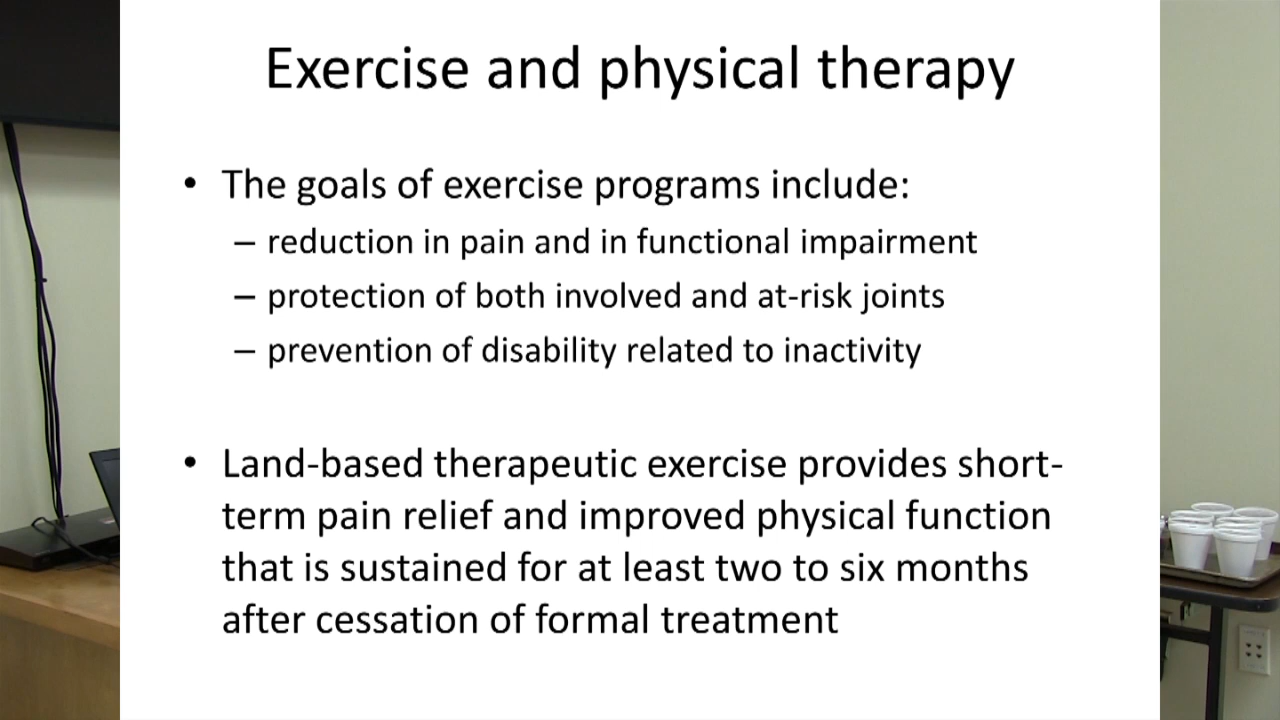 Exercise and physical therapy
• The goals of exercise programs include:
– reduction in pain and in functional impairment
– protection of both involved and at-risk joints
– prevention of disability related to inactivity
• Land-based therapeutic exercise provides short-
term pain relief and improved physical function
that is sustained for at least two to six months
after cessation of formal treatment